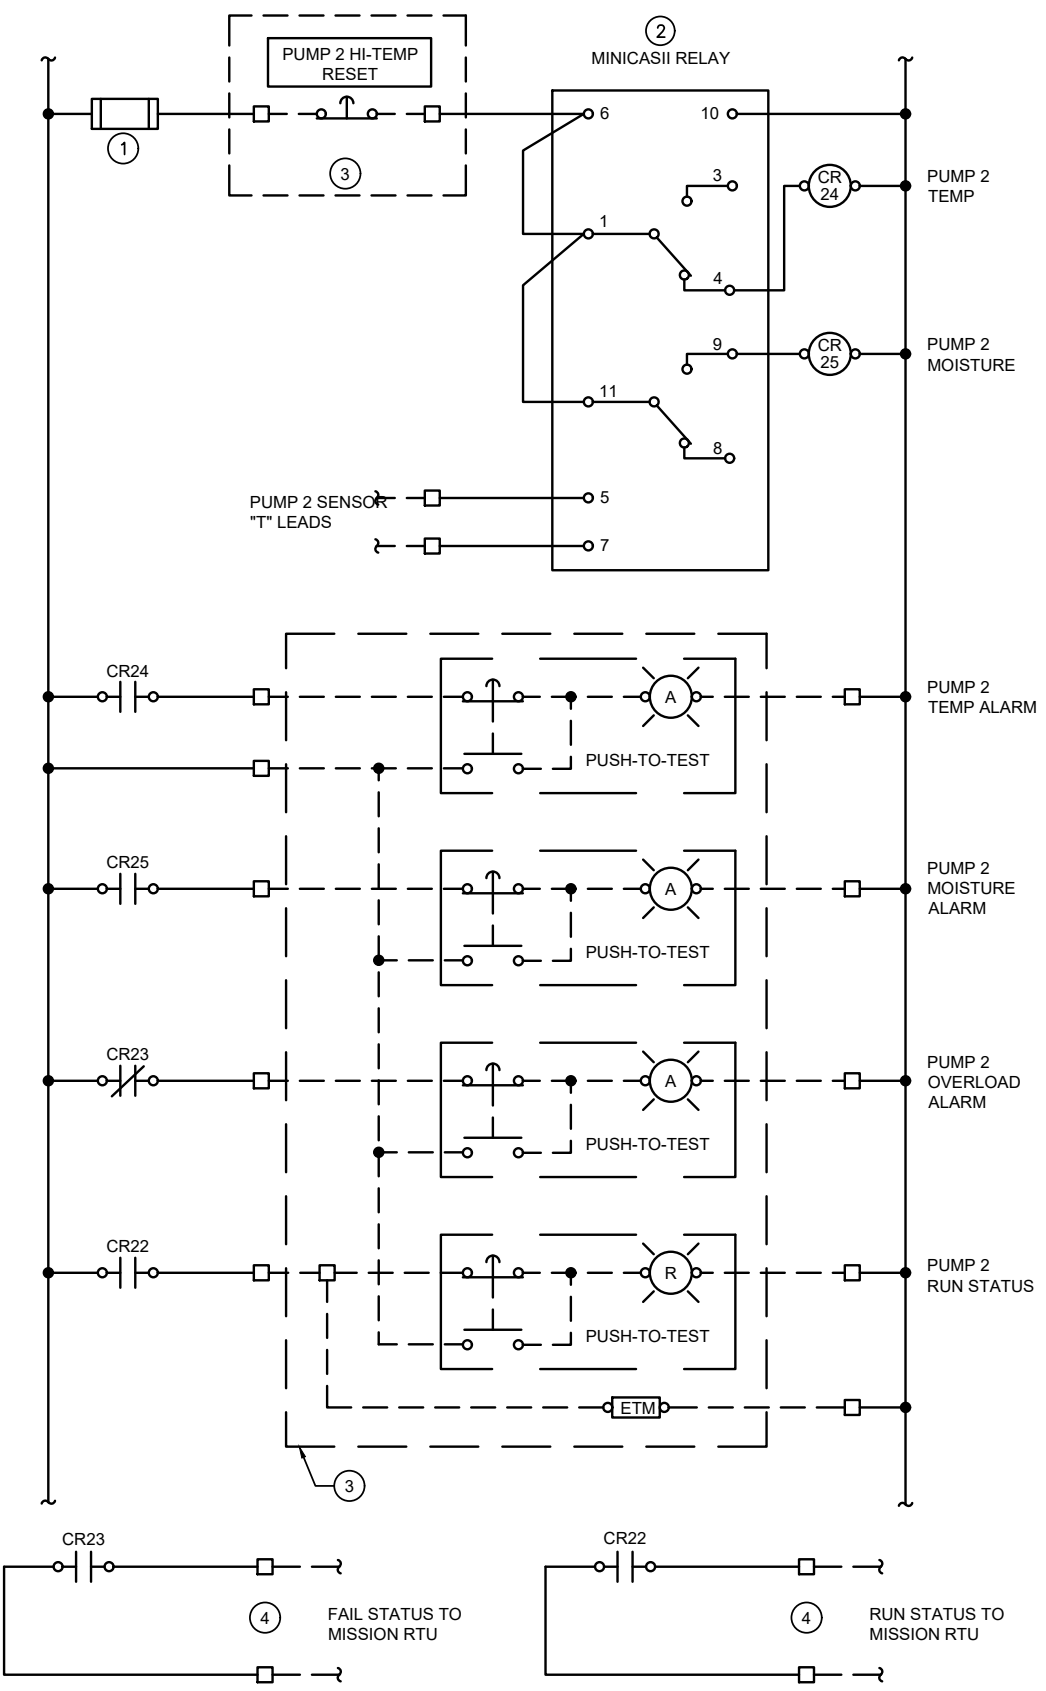 2
MINICASII RELAY
PUMP 2 HI-TEMP
RESET
1
3
6
10
3
CR
24
PUMP 2
TEMP
1
4
9
CR
25
PUMP 2
MOISTURE
11
8
PUMP 2 SENSOR
"T" LEADS
5
7
CR24
A
PUMP 2
TEMP ALARM
PUSH-TO-TEST
CR25
A
PUMP 2
MOISTURE
ALARM
PUSH-TO-TEST
CR23
A
PUMP 2
OVERLOAD
ALARM
PUSH-TO-TEST
CR22
R
PUMP 2
RUN STATUS
PUSH-TO-TEST
ETM
3
CR23
4
FAIL STATUS TO
MISSION RTU
CR22
4
RUN STATUS TO
MISSION RTU